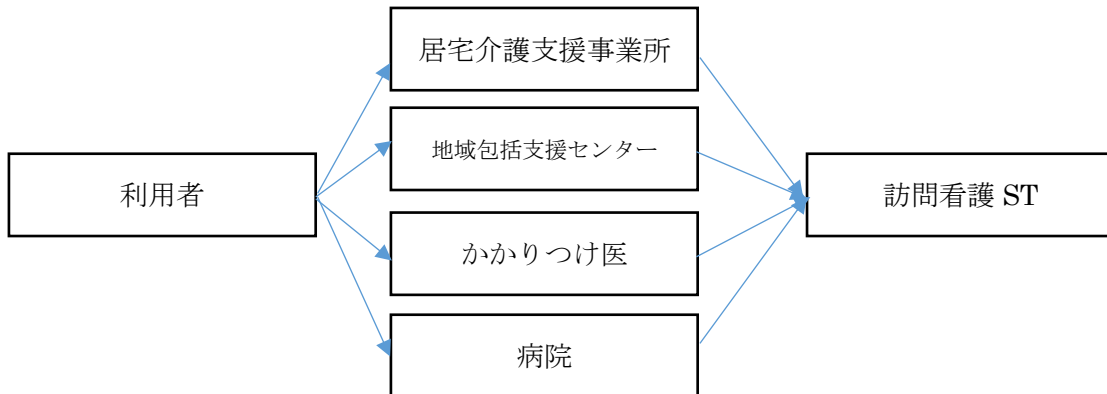 居宅介護支援事業所
地域包括支援センター
利用者
訪問看護 ST
かかりつけ医
病院